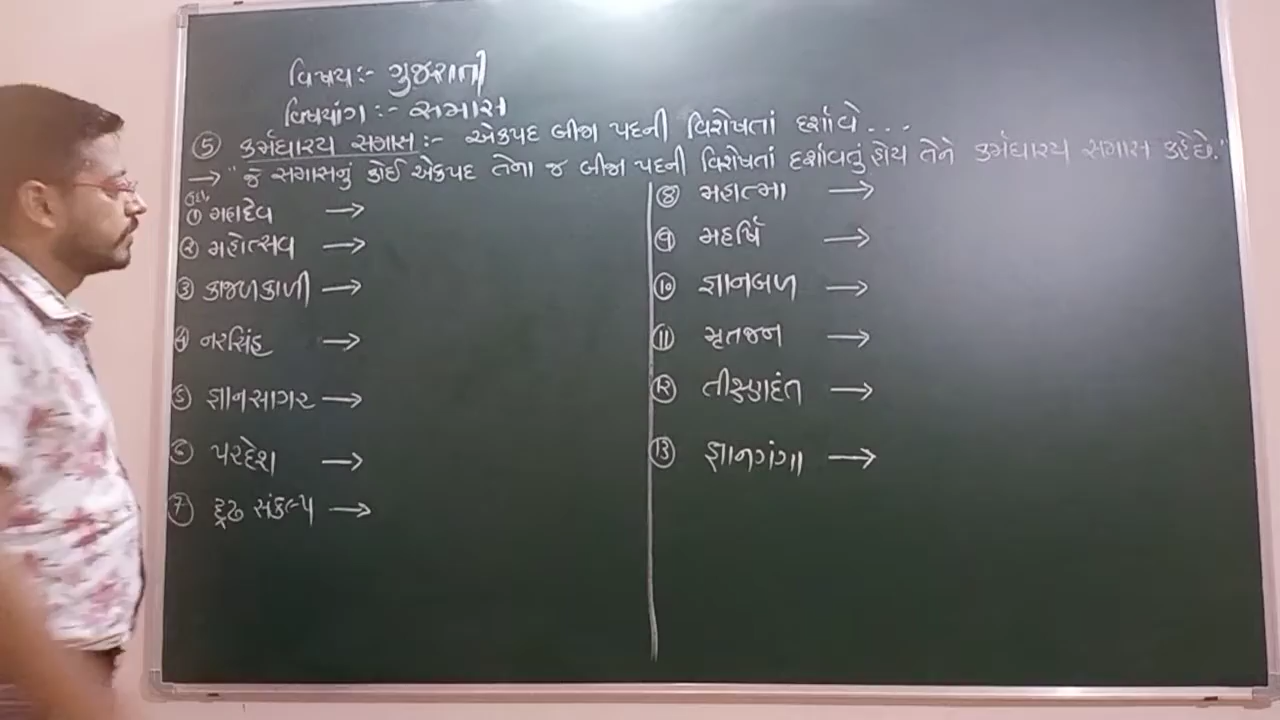 વિષય:- ગુજરાતી
વિષયાંગ :- સમાસ
⑤ કર્મધારય સમાસ :- એકપદ બીજા પદની વિશેષતાં દર્શાવે...
→ "જે સમાસનું કોઈ એકપદ તેના જ બીજા પદની વિશેષતાં દર્શાવતું હોય તેને કર્મધારય સમાસ કહે છે."
① મહાદેવ →
② મહોત્સવ →
③ કાજળકાળી →
④ નરસિંહ →
⑤ જ્ઞાનસાગર →
⑥ પરદેશ →
⑦ દ્રઢ સંકલ્પ →
⑧ મહાત્મા →
⑨ મહર્ષિ →
⑩ જ્ઞાનબળ →
⑪ મૃતજન →
⑫ તીક્ષ્ણદંત →
⑬ જ્ઞાનગંગા →